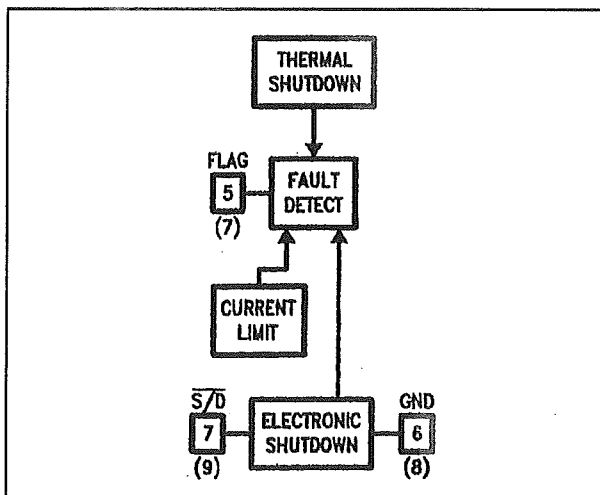 THERMAL
SHUTDOWN
FLAG
5
(7)
FAULT
DETECT
CURRENT
LIMIT
S/D
7
(9)
ELECTRONIC
SHUTDOWN
GND
6
(8)